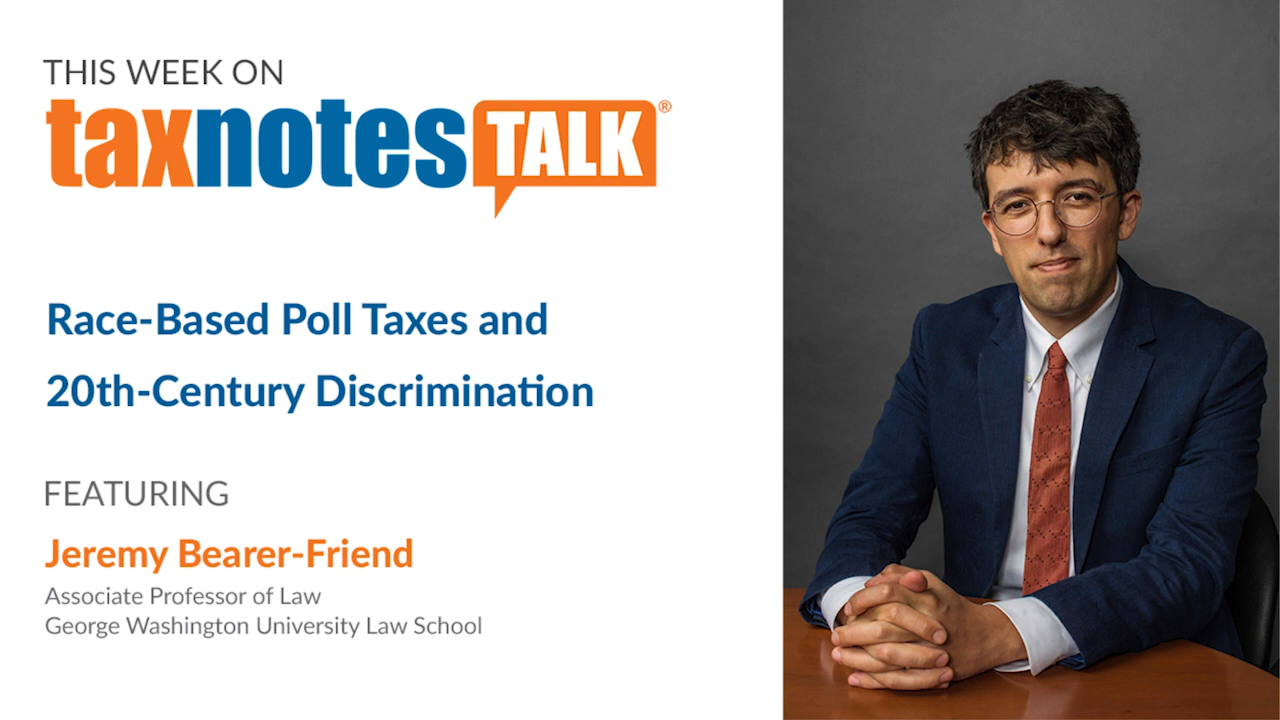 THIS WEEK ON
taxnotes TALK®
Race-Based Poll Taxes and
20th-Century Discrimination
FEATURING
Jeremy Bearer-Friend
Associate Professor of Law
George Washington University Law School